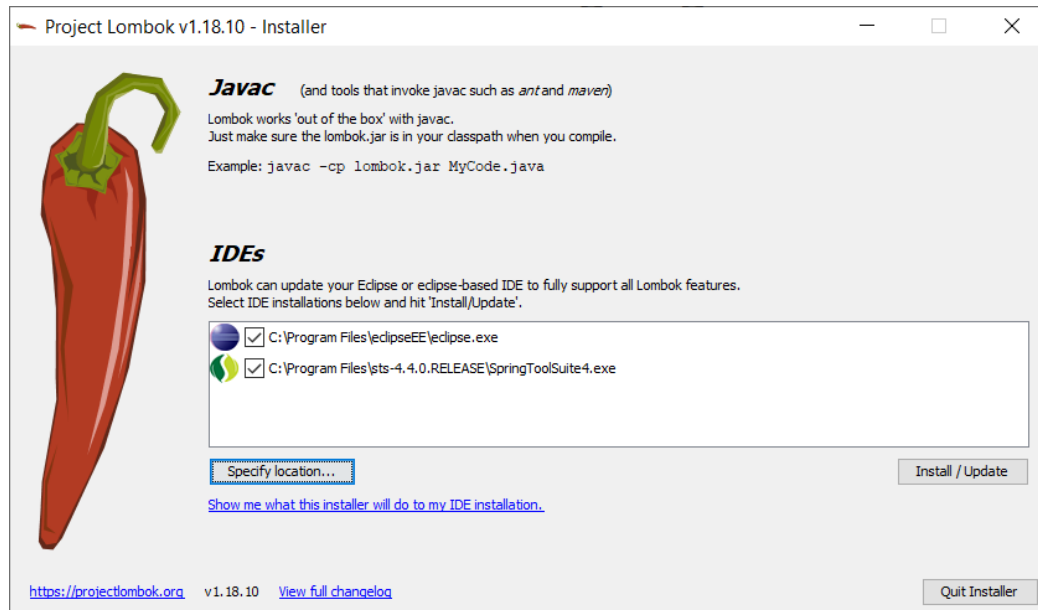 Project Lombok v1.18.10 - Installer
Javac (and tools that invoke javac such as ant and maven)
Lombok works 'out of the box' with javac.
Just make sure the lombok.jar is in your classpath when you compile.
Example: javac -cp lombok.jar MyCode.java
IDEs
Lombok can update your Eclipse or eclipse-based IDE to fully support all Lombok features.
Select IDE installations below and hit 'Install/Update'.
C:\Program Files\eclipseEE\eclipse.exe
C:\Program Files\sts-4.4.0.RELEASE\SpringToolSuite4.exe
Specify location... Install / Update
Show me what this installer will do to my IDE installation.
https://projectlombok.org v1.18.10 View full changelog Quit Installer